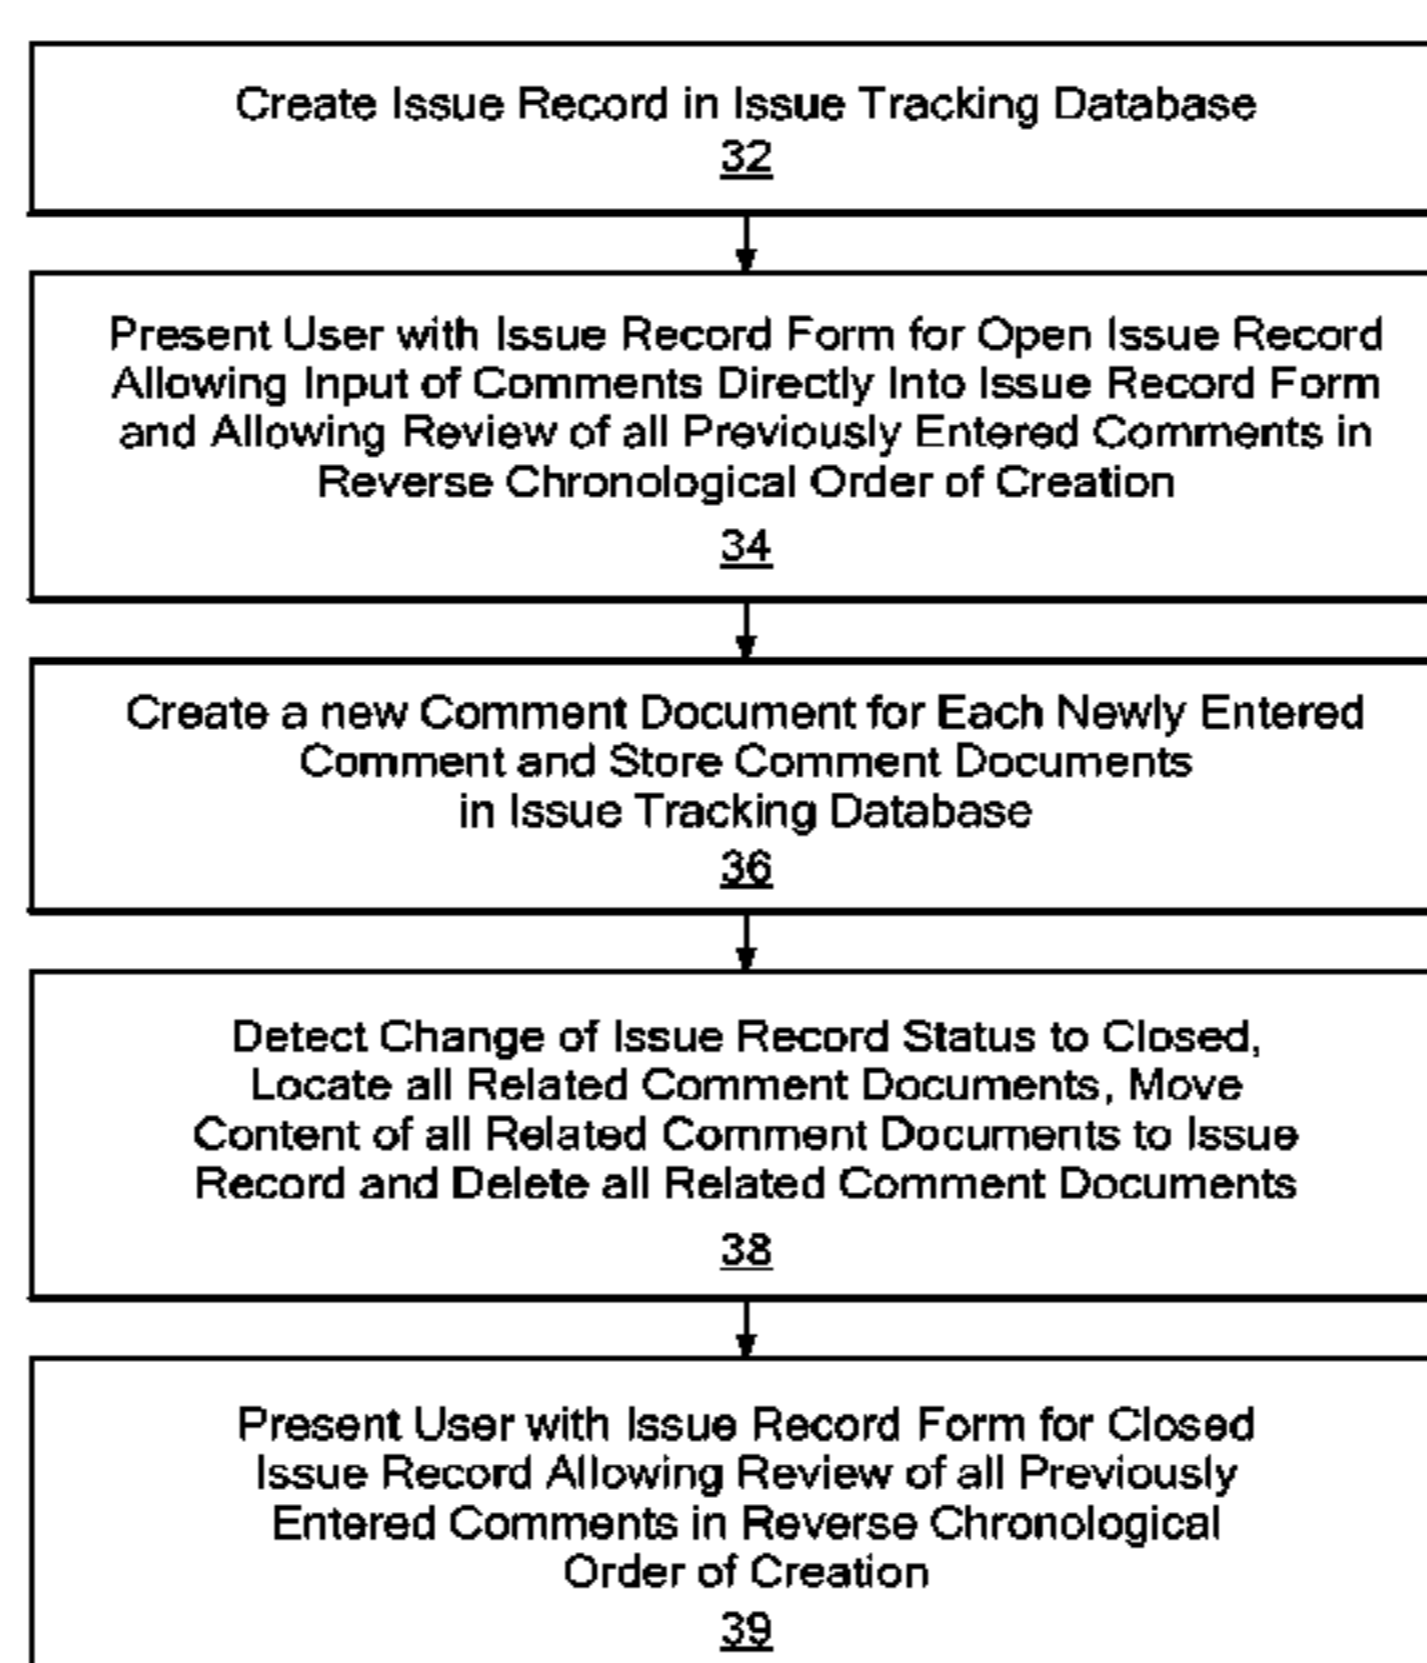 Create Issue Record in Issue Tracking Database
32
Present User with Issue Record Form for Open Issue Record
Allowing Input of Comments Directly Into Issue Record Form
and Allowing Review of all Previously Entered Comments in
Reverse Chronological Order of Creation
34
Create a new Comment Document for Each Newly Entered
Comment and Store Comment Documents
in Issue Tracking Database
36
Detect Change of Issue Record Status to Closed,
Locate all Related Comment Documents, Move
Content of all Related Comment Documents to Issue
Record and Delete all Related Comment Documents
38
Present User with Issue Record Form for Closed
Issue Record Allowing Review of all Previously
Entered Comments in Reverse Chronological
Order of Creation
39